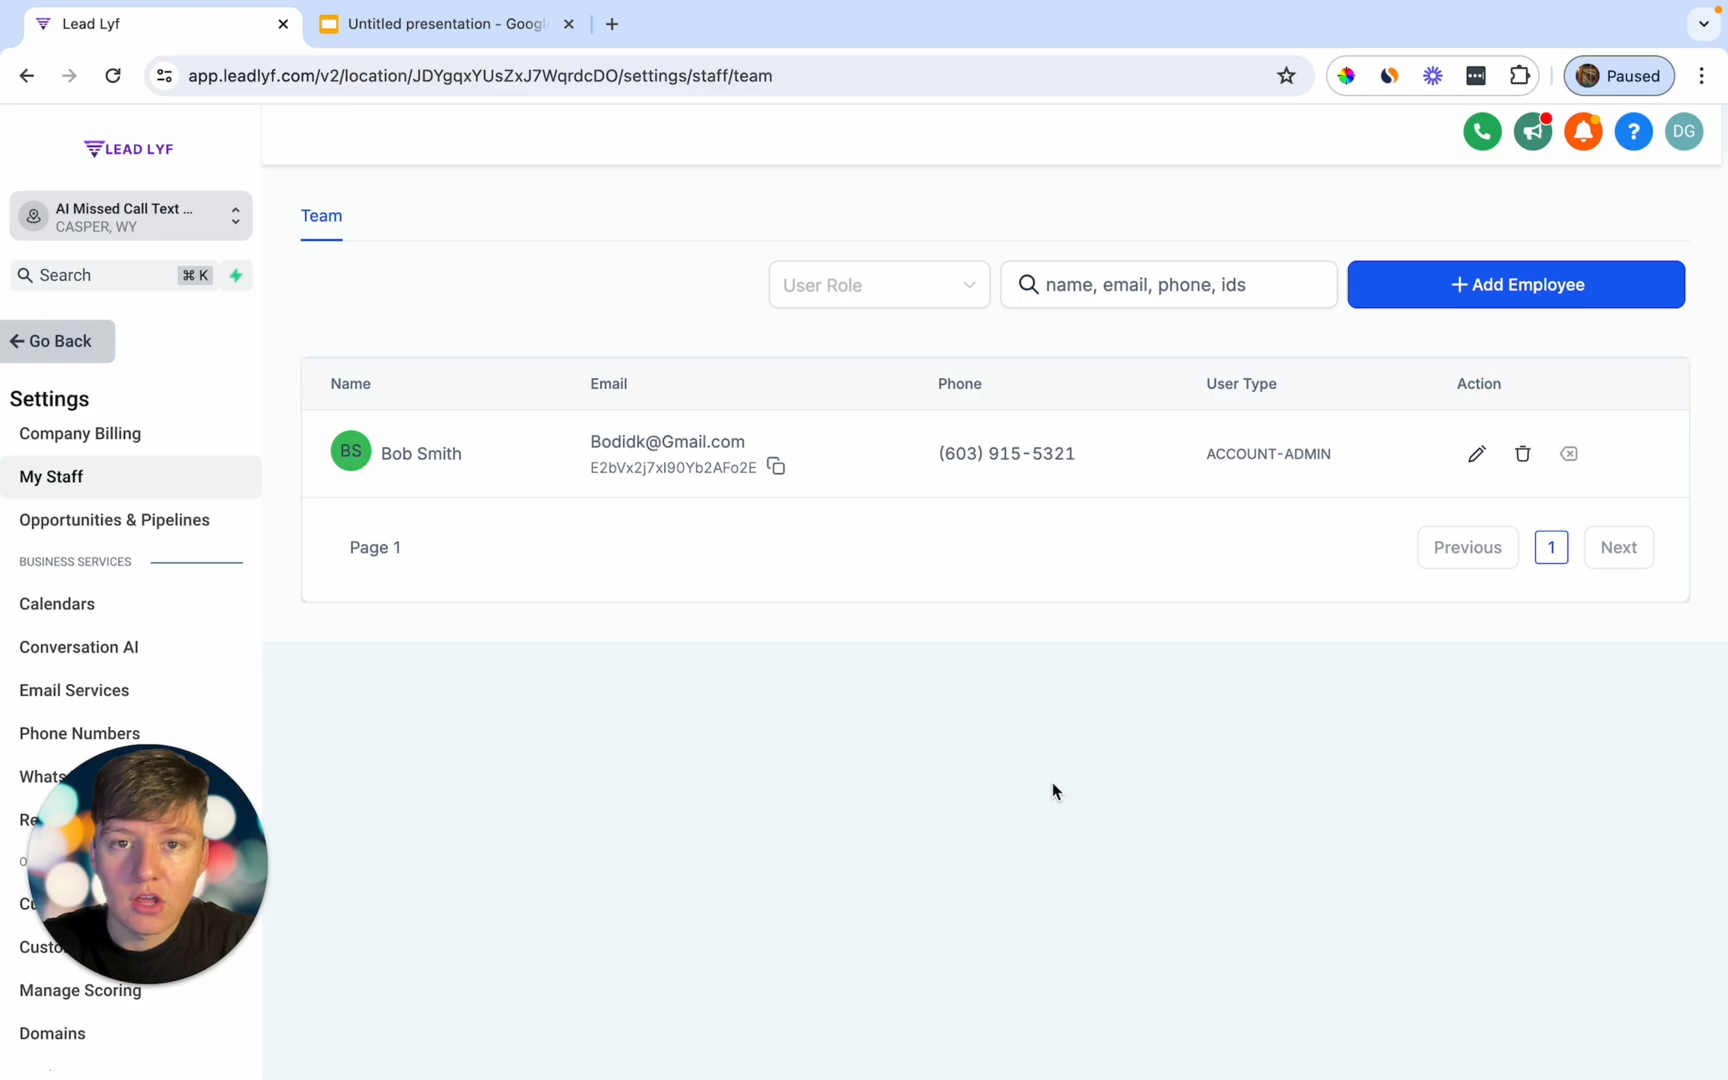 Lead Lyf
Untitled presentation - Googl
app.leadlyf.com/v2/location/JDYgqxYUsZxJ7WqrdcDO/settings/staff/team
Paused
LEAD LYF
DG
AI Missed Call Text ...
CASPER, WY
Search
⌘ K
Go Back
Settings
Company Billing
My Staff
Opportunities & Pipelines
BUSINESS SERVICES
Calendars
Conversation AI
Email Services
Phone Numbers
Whats
Re
Custo
Manage Scoring
Domains
Team
User Role
name, email, phone, ids
+ Add Employee
Name
Email
Phone
User Type
Action
BS
Bob Smith
Bodidk@Gmail.com
E2bVx2j7xI90Yb2AFo2E
(603) 915-5321
ACCOUNT-ADMIN
Page 1
Previous
1
Next